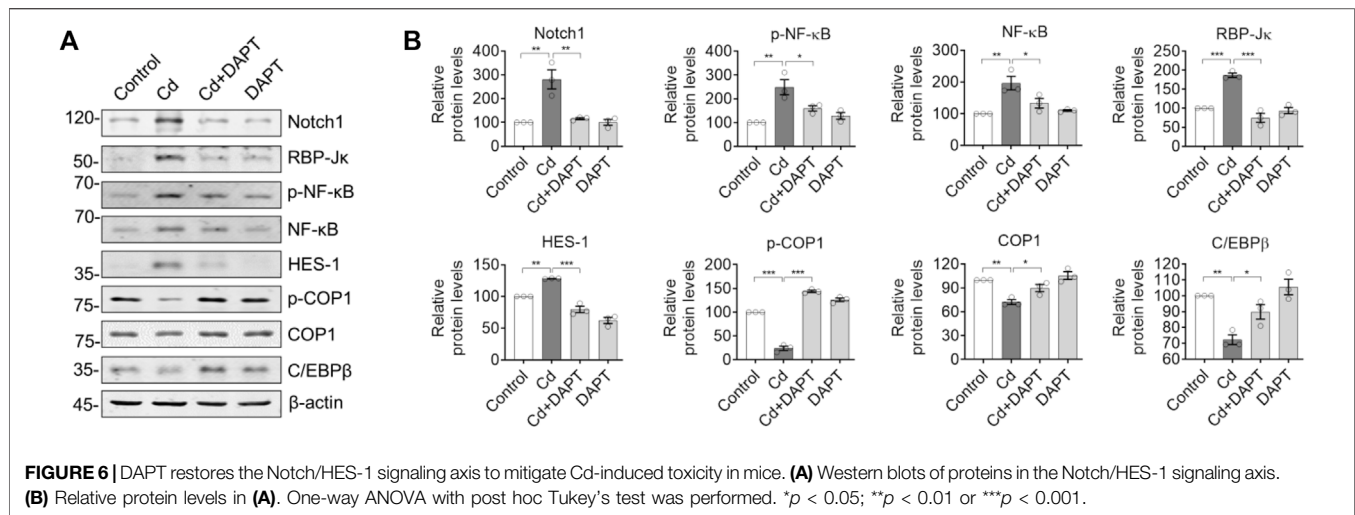 A
Control
Cd
Cd+DAPT
DAPT
120-
Notch1
50-
RBP-Jκ
70-
p-NF-κB
70-
NF-κB
35-
HES-1
75-
p-COP1
75-
COP1
35-
C/EBPβ
45-
β-actin
B
Notch1
Relative
protein levels
400
300
200
100
0
** **
Control
Cd
Cd+DAPT
DAPT
p-NF-κB
Relative
protein levels
400
300
200
100
0
** *
Control
Cd
Cd+DAPT
DAPT
NF-κB
Relative
protein levels
300
200
100
0
** *
Control
Cd
Cd+DAPT
DAPT
RBP-Jκ
Relative
protein levels
250
200
150
100
50
0
*** ***
Control
Cd
Cd+DAPT
DAPT
HES-1
Relative
protein levels
150
100
50
0
** ***
Control
Cd
Cd+DAPT
DAPT
p-COP1
Relative
protein levels
200
150
100
50
0
*** ***
Control
Cd
Cd+DAPT
DAPT
COP1
Relative
protein levels
120
90
60
30
0
** *
Control
Cd
Cd+DAPT
DAPT
C/EBPβ
Relative
protein levels
120
110
100
90
80
70
60
** *
Control
Cd
Cd+DAPT
DAPT
FIGURE 6 | DAPT restores the Notch/HES-1 signaling axis to mitigate Cd-induced toxicity in mice. (A) Western blots of proteins in the Notch/HES-1 signaling axis.
(B) Relative protein levels in (A). One-way ANOVA with post hoc Tukey's test was performed. *p < 0.05; **p < 0.01 or ***p < 0.001.